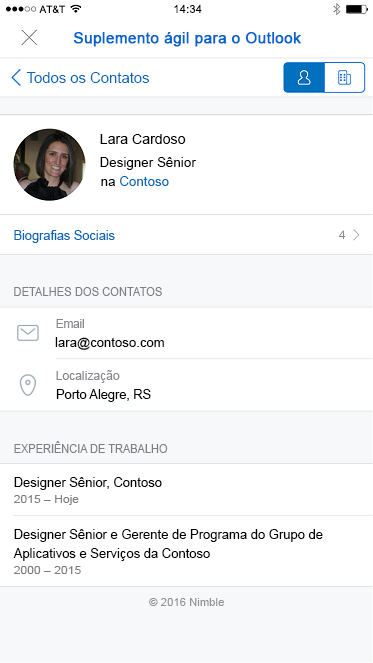 AT&T 14:34
Suplemento ágil para o Outlook
Todos os Contatos
Lara Cardoso
Designer Sênior
na Contoso
Biografias Sociais 4
DETALHES DOS CONTATOS
Email
lara@contoso.com
Localização
Porto Alegre, RS
EXPERIÊNCIA DE TRABALHO
Designer Sênior, Contoso
2015 – Hoje
Designer Sênior e Gerente de Programa do Grupo de
Aplicativos e Serviços da Contoso
2000 – 2015
© 2016 Nimble